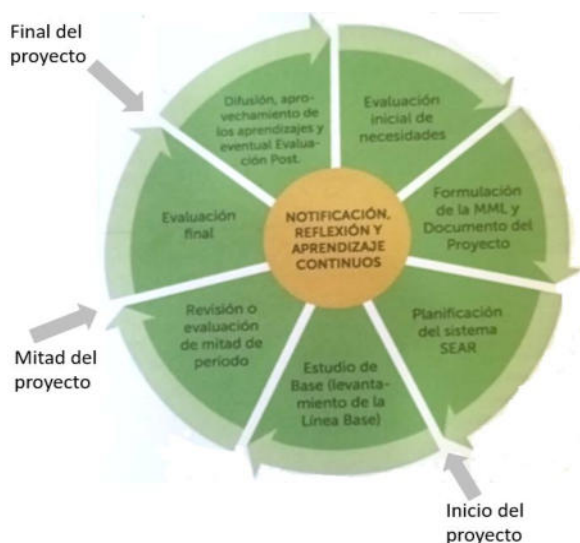 Final del
proyecto
Difusión, apro-
vechamiento de
los aprendizajes y
eventual Evalua-
ción Post.
Evaluación
inicial de
necesidades
Formulación
de la MML y
Documento del
Proyecto
Planificación
del sistema
SEAR
Estudio de
Base (levanta-
miento de la
Línea Base)
Revisión o
evaluación
de mitad de
período
Evaluación
final
NOTIFICACIÓN,
REFLEXIÓN Y
APRENDIZAJE
CONTINUOS
Mitad del
proyecto
Inicio del
proyecto